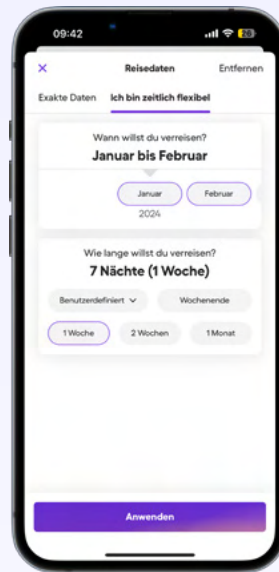 09:42
28
Reisedaten
Entfernen
Exakte Daten
Ich bin zeitlich flexibel
Wann willst du verreisen?
Januar bis Februar
Januar
Februar
2024
Wie lange willst du verreisen?
7 Nächte (1 Woche)
Benutzerdefiniert
Wochenende
1 Woche
2 Wochen
1 Monat
Anwenden